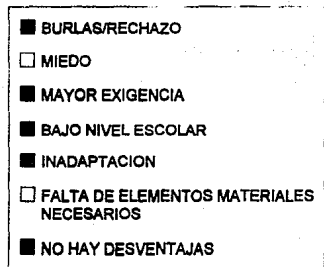 BURLAS/RECHAZO
MIEDO
MAYOR EXIGENCIA
BAJO NIVEL ESCOLAR
INADAPTACION
FALTA DE ELEMENTOS MATERIALES
NECESARIOS
NO HAY DESVENTAJAS